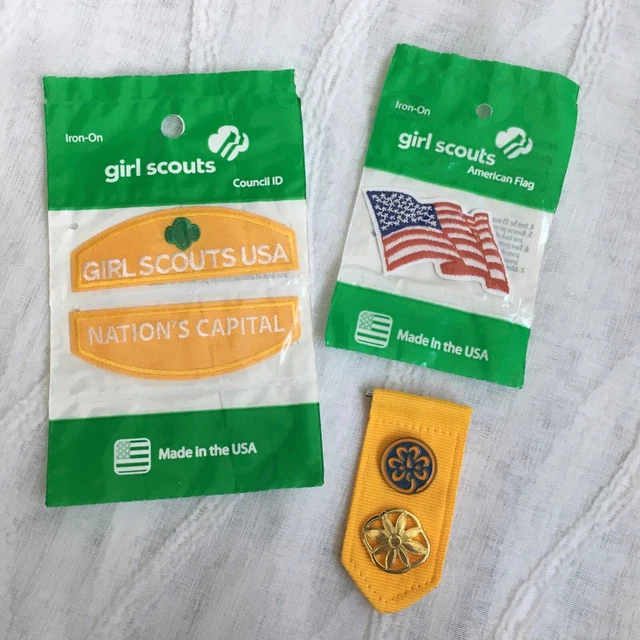 Iron-On
girl scouts
Council ID
GIRL SCOUTS USA
NATION'S CAPITAL
Made in the USA
Iron-On
girl scouts
American Flag
Made in the USA